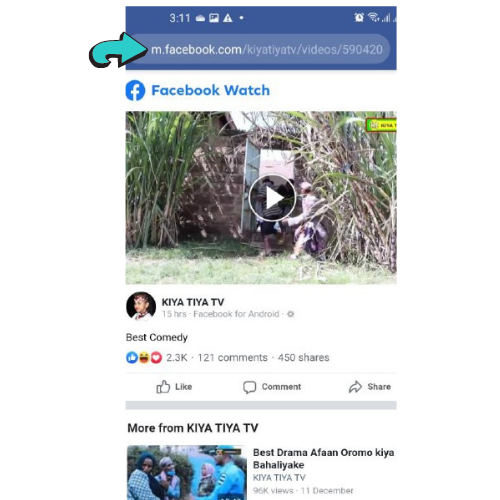 3:11
m.facebook.com/kiyatiyatv/videos/590420
Facebook Watch
KIYA T
KIYA TIYA TV
15 hrs · Facebook for Android ·
Best Comedy
2.3K · 121 comments · 450 shares
Like Comment Share
More from KIYA TIYA TV
Best Drama Afaan Oromo kiya
Bahaliyake
KIYA TIYA TV
96K views · 11 December